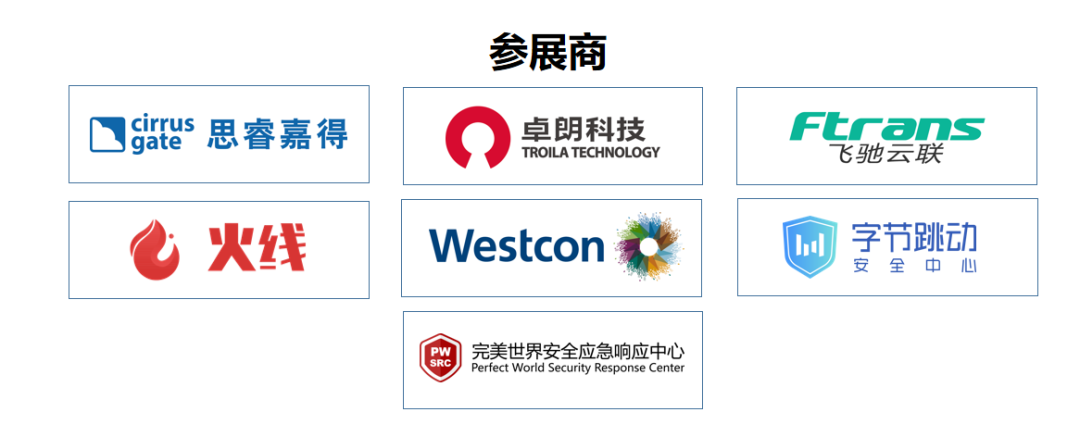 参展商
cirrus
gate
思睿嘉得
卓朗科技
TROILA TECHNOLOGY
Ftrans
飞驰云联
火线
Westcon
字节跳动
安全中心
PW
SRC
完美世界安全应急响应中心
Perfect World Security Response Center